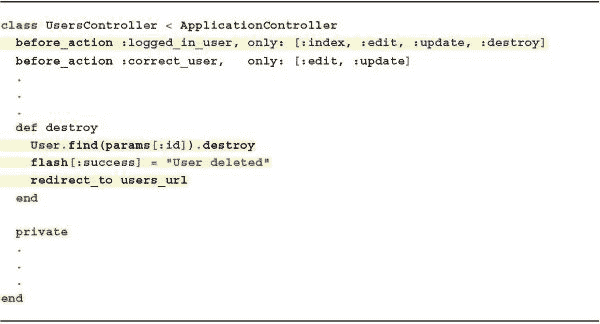 class UsersController < ApplicationController
  before_action :logged_in_user, only: [:index, :edit, :update, :destroy]
  before_action :correct_user,   only: [:edit, :update]
  .
  .
  .
  def destroy
    User.find(params[:id]).destroy
    flash[:success] = "User deleted"
    redirect_to users_url
  end

  private
  .
  .
  .
end